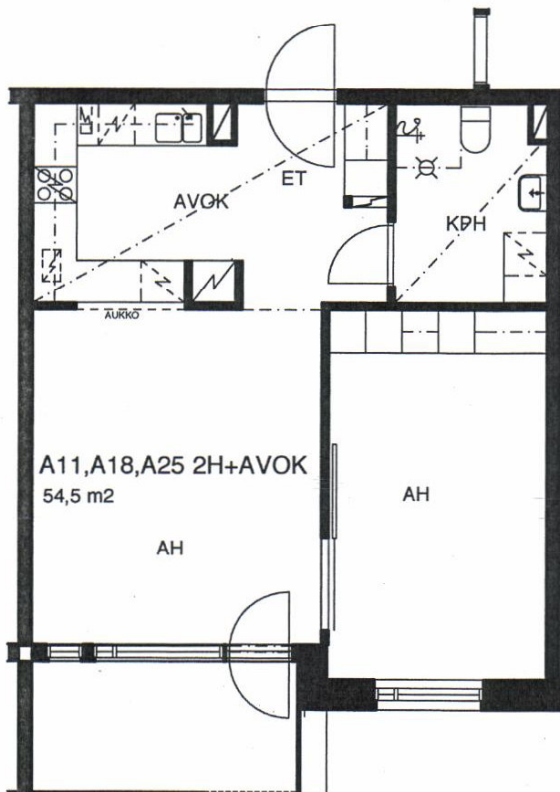 M
AVOK
ET
KPH
AUKKO
A11,A18,A25 2H+AVOK
54,5 m2
AH
AH